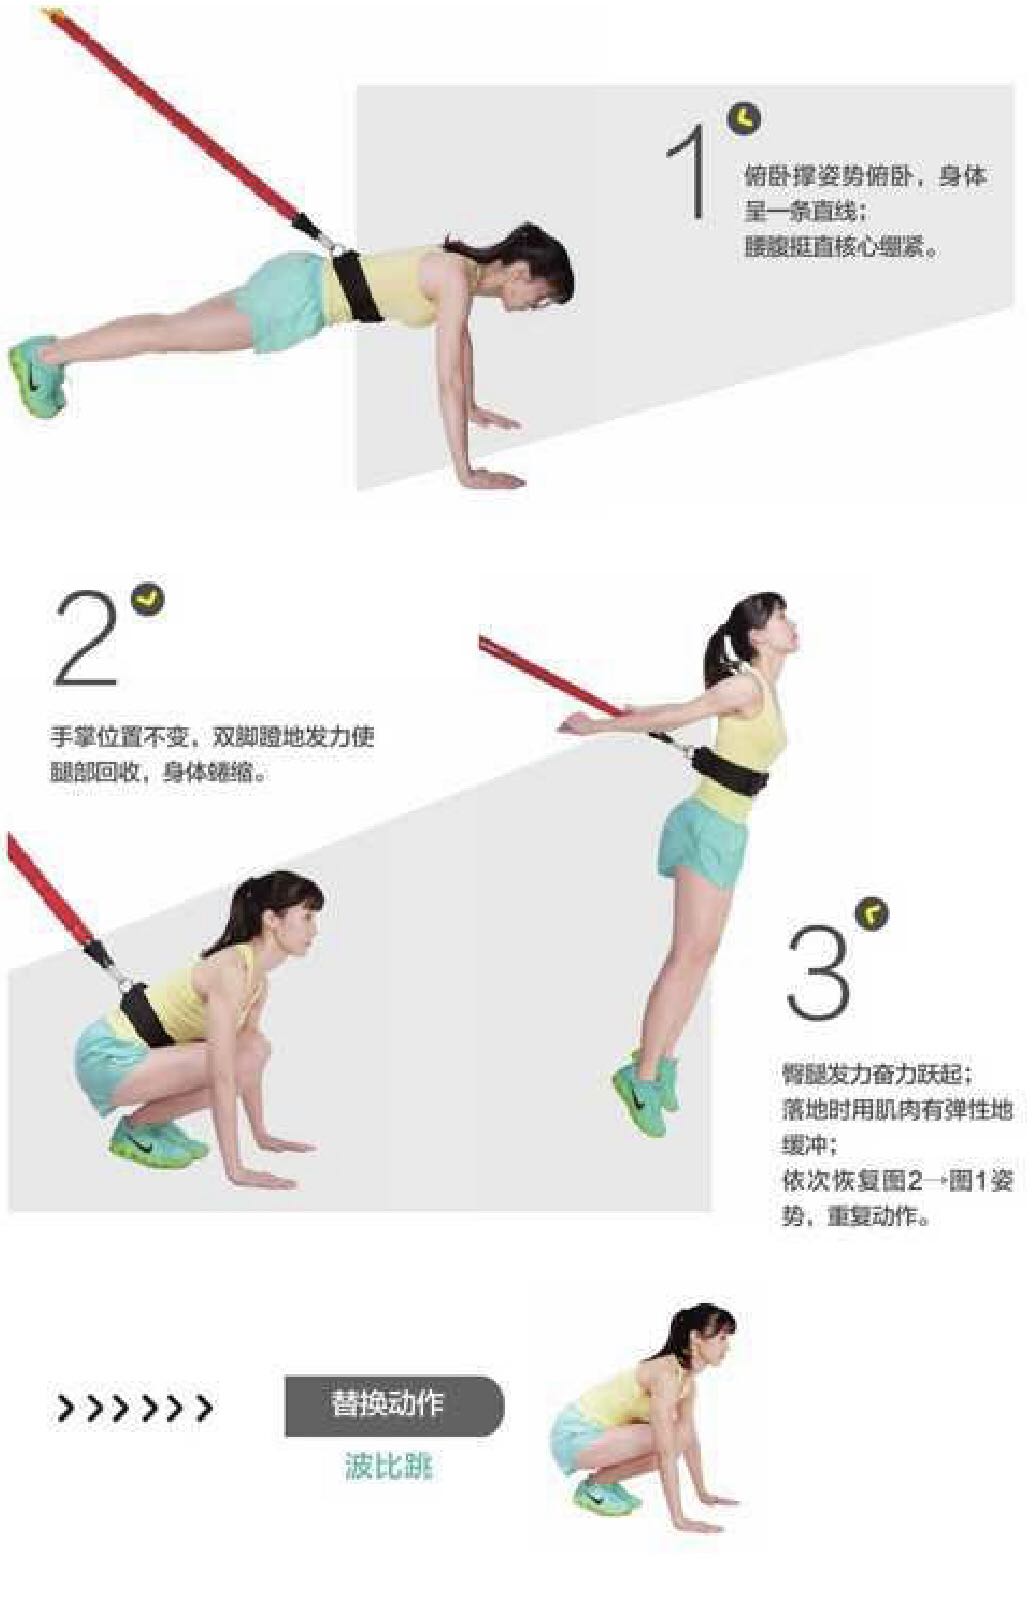 1
俯卧撑姿势俯卧，身体
呈一条直线；
腰腹挺直核心绷紧。
2
手掌位置不变，双脚蹬地发力使
腿部回收，身体蜷缩。
3
臀腿发力奋力跃起；
落地时用肌肉有弹性地
缓冲；
依次恢复图2→图1姿
势，重复动作。
替换动作
波比跳